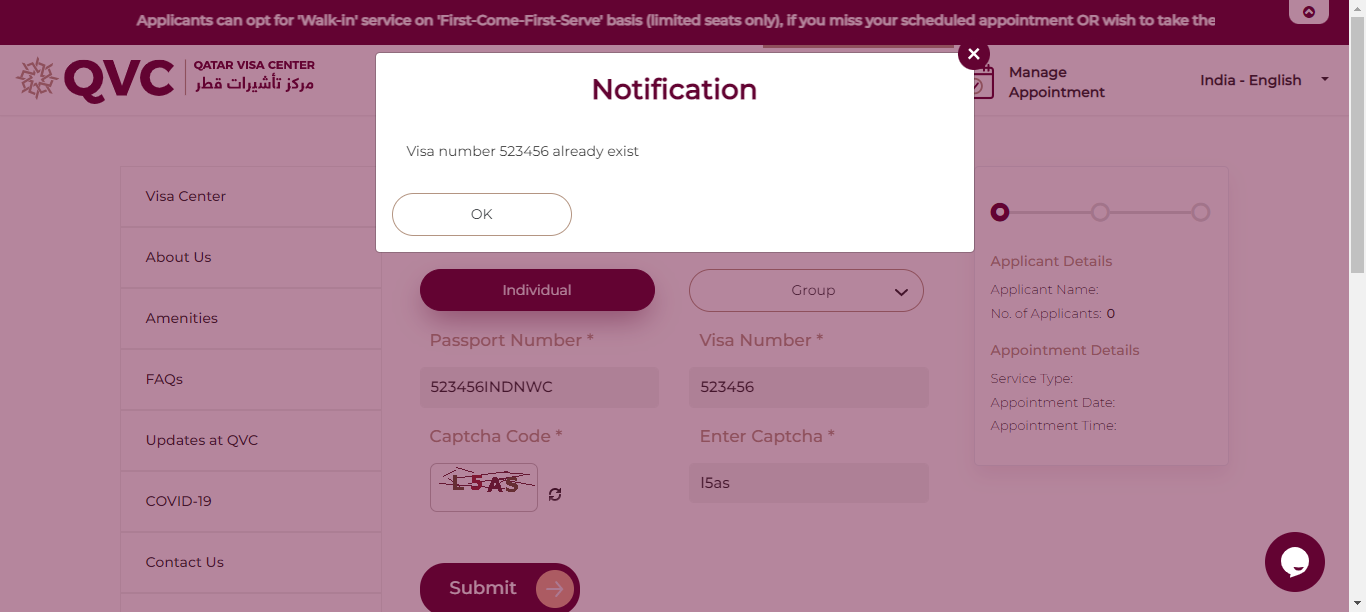 Applicants can opt for 'Walk-in' service on 'First-Come-First-Serve' basis (limited seats only), if you miss your scheduled appointment OR wish to take the
QVC
QATAR VISA CENTER
مركز تأشيرات قطر
Manage
Appointment
India - English
Notification
Visa number 523456 already exist
OK
Visa Center
About Us
Amenities
FAQs
Updates at QVC
COVID-19
Contact Us
Individual
Group
Passport Number *
Visa Number *
523456INDNWC
523456
Captcha Code *
Enter Captcha *
L5AS
l5as
Submit
Applicant Details
Applicant Name:
No. of Applicants: 0
Appointment Details
Service Type:
Appointment Date:
Appointment Time: